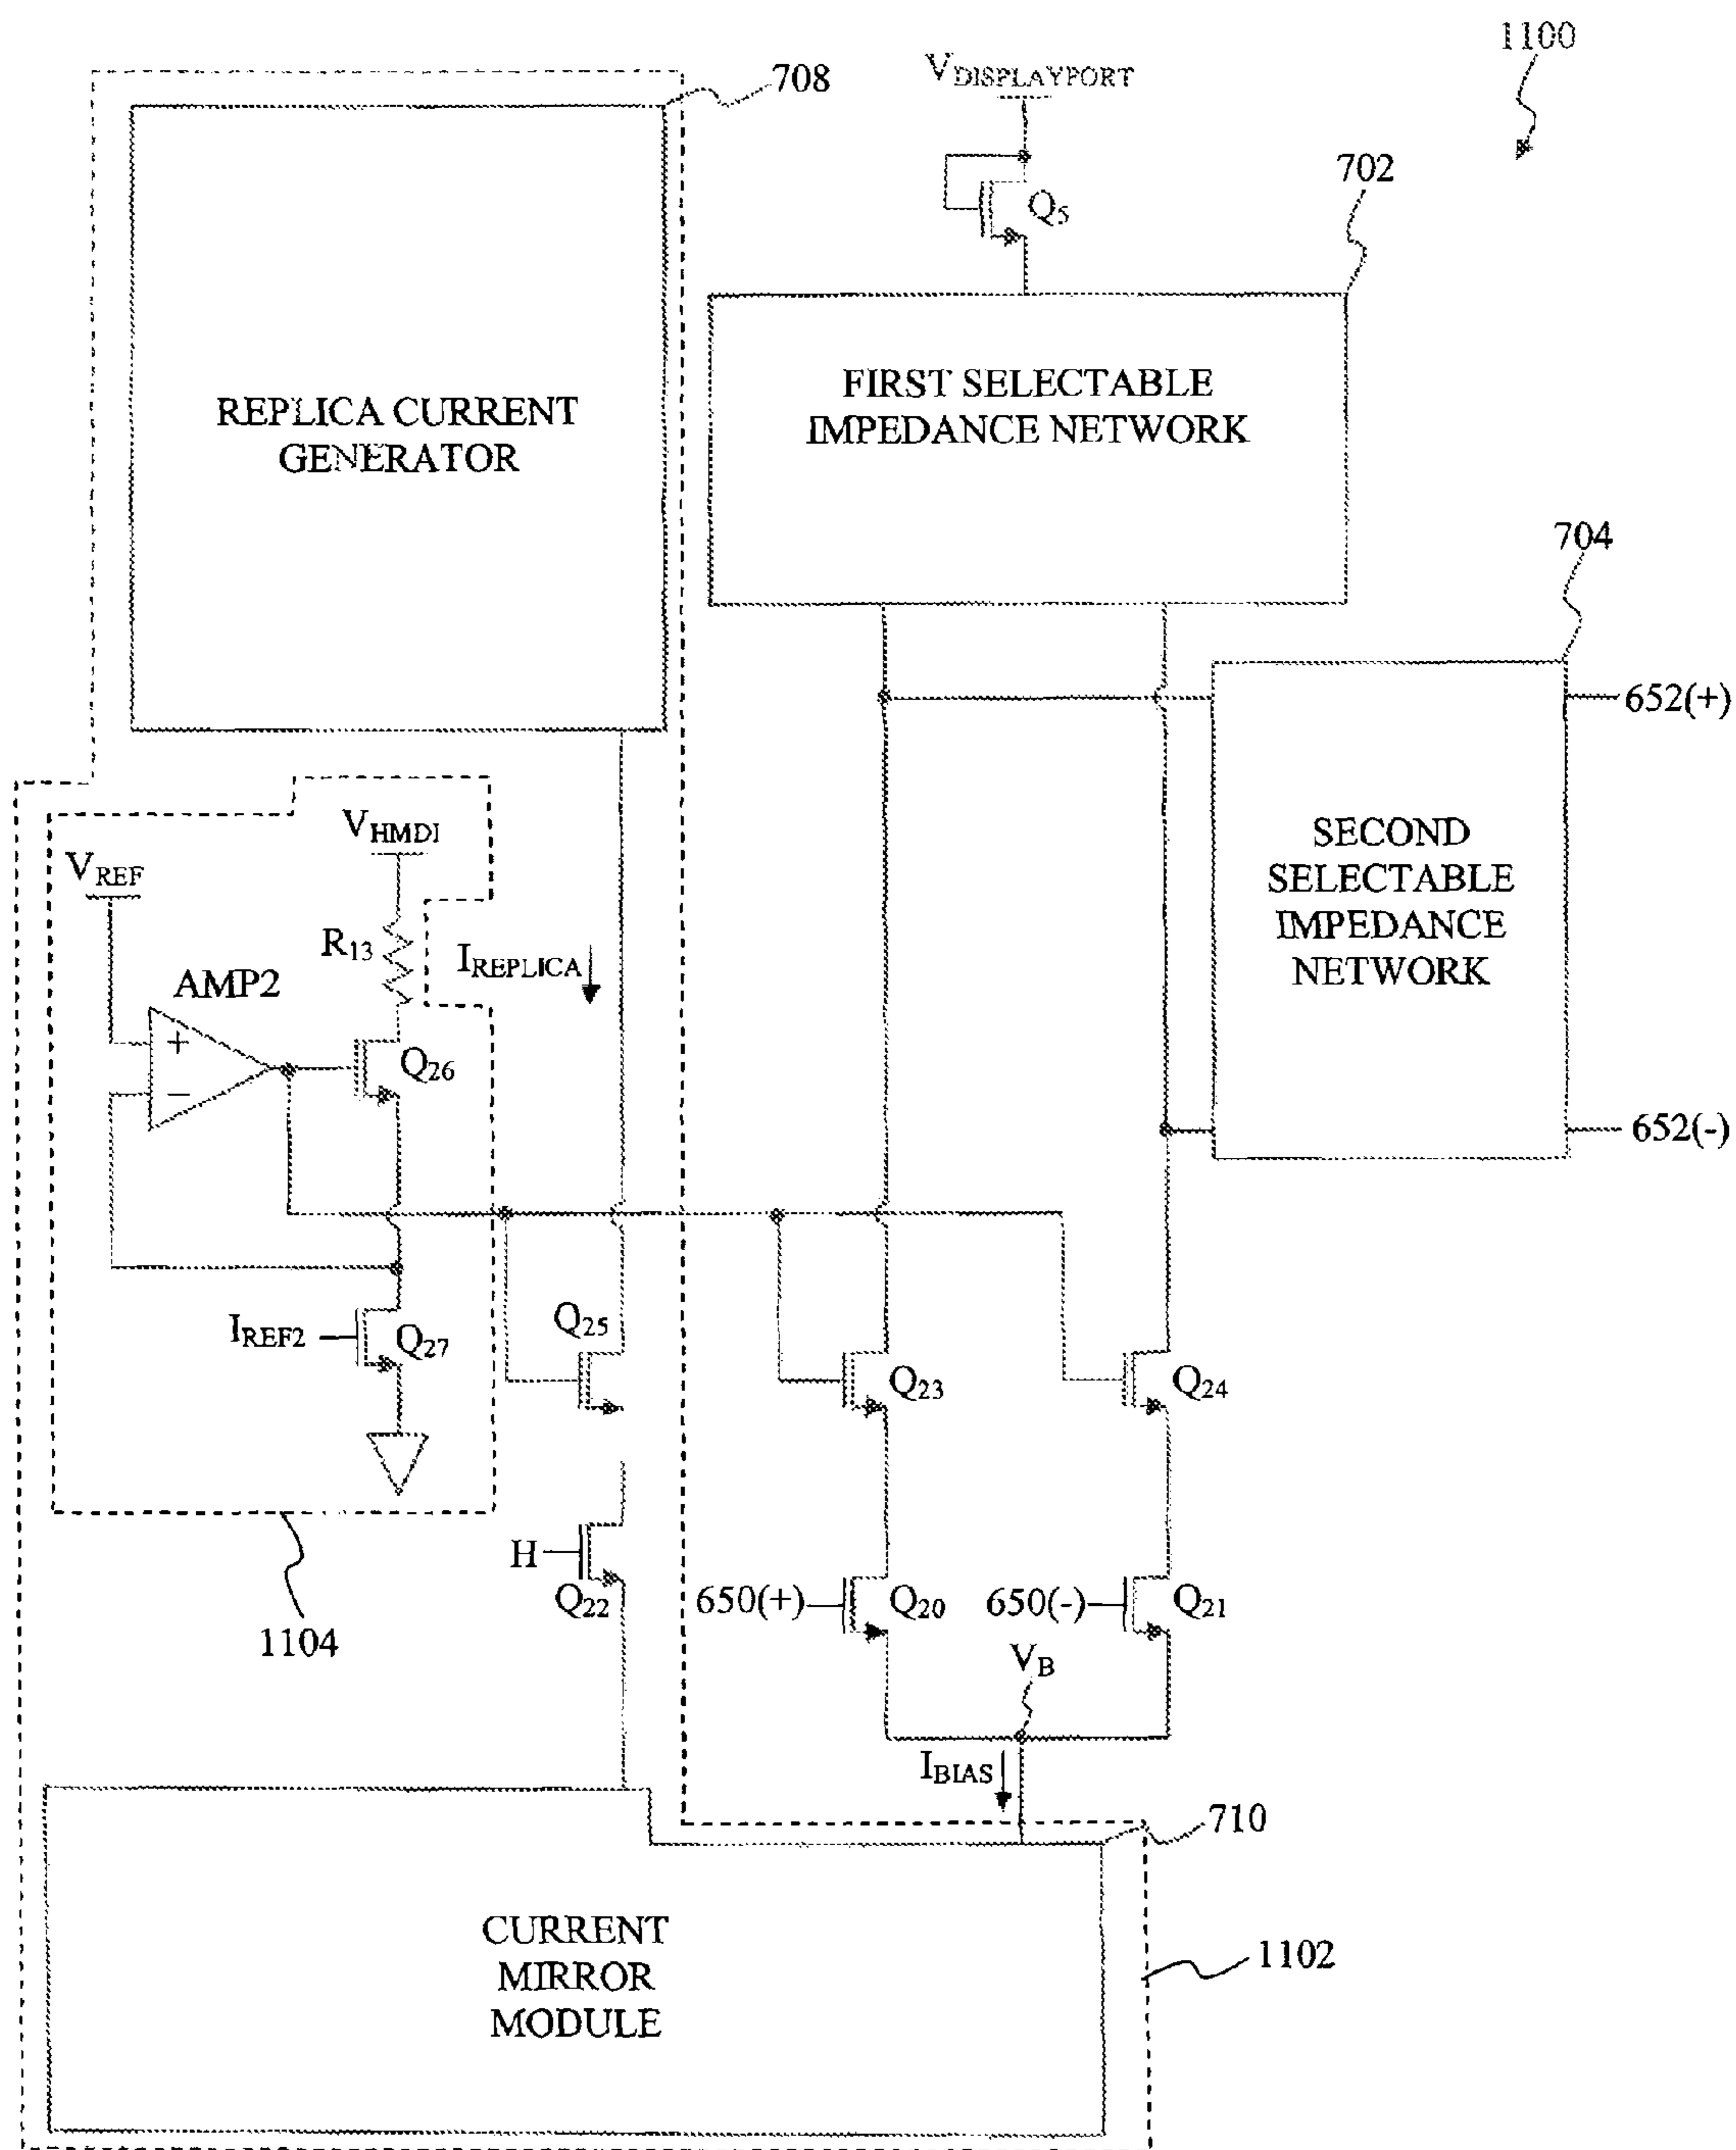 1100
708
VDISPLAYPORT
702
Q5
REPLICA CURRENT
GENERATOR
FIRST SELECTABLE
IMPEDANCE NETWORK
704
652(+)
VHMDI
VREF
SECOND
SELECTABLE
IMPEDANCE
NETWORK
R13
IREPLICA
AMP2
+
−
Q26
652(-)
IREF2
Q27
Q25
Q23
Q24
H
Q22
650(+)
Q20
650(-)
Q21
1104
VB
IBIAS
710
CURRENT
MIRROR
MODULE
1102